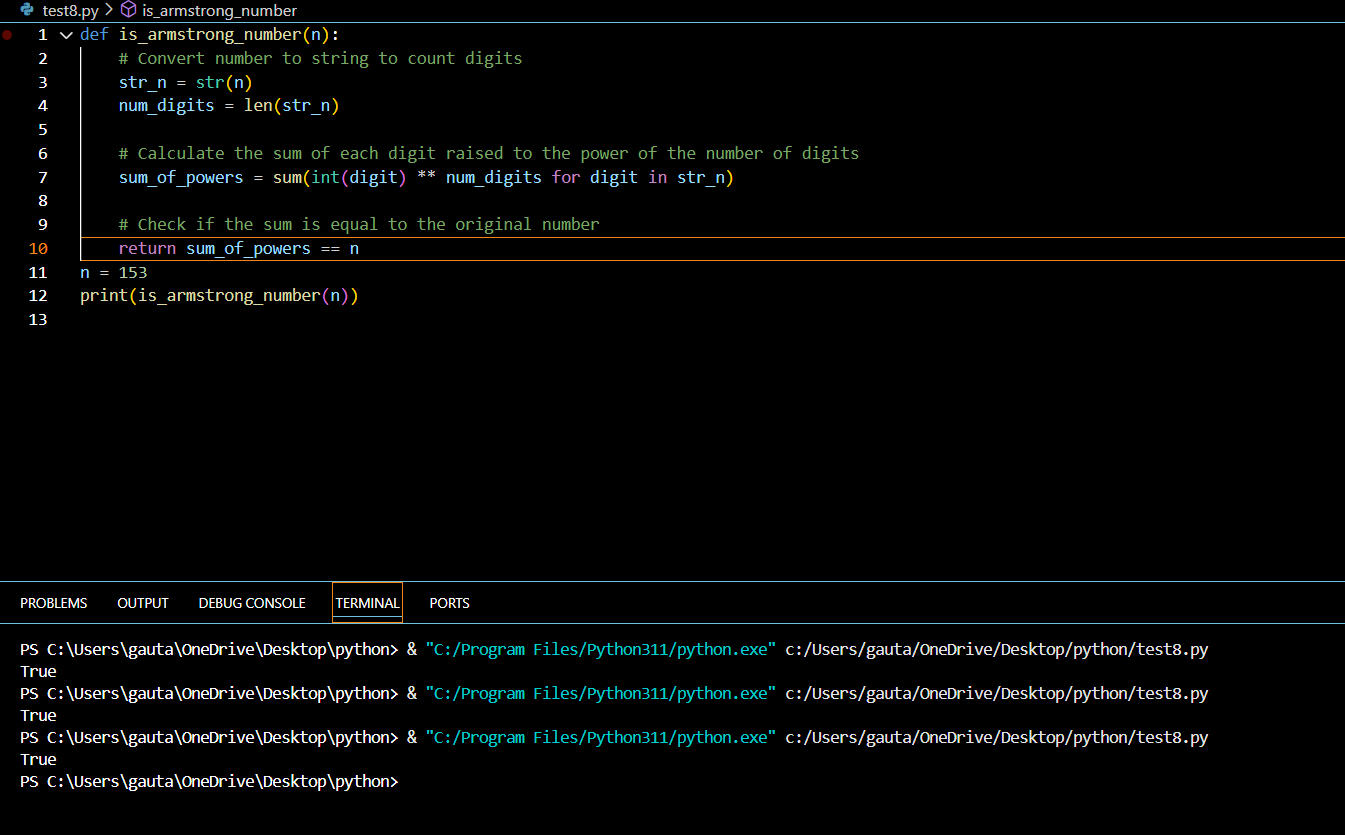 test8.py > is_armstrong_number
1 def is_armstrong_number(n):
2     # Convert number to string to count digits
3     str_n = str(n)
4     num_digits = len(str_n)
5
6     # Calculate the sum of each digit raised to the power of the number of digits
7     sum_of_powers = sum(int(digit) ** num_digits for digit in str_n)
8
9     # Check if the sum is equal to the original number
10     return sum_of_powers == n
11 n = 153
12 print(is_armstrong_number(n))
13
PROBLEMS OUTPUT DEBUG CONSOLE TERMINAL PORTS
PS C:\Users\gauta\OneDrive\Desktop\python> & "C:/Program Files/Python311/python.exe" c:/Users/gauta/OneDrive/Desktop/python/test8.py
True
PS C:\Users\gauta\OneDrive\Desktop\python> & "C:/Program Files/Python311/python.exe" c:/Users/gauta/OneDrive/Desktop/python/test8.py
True
PS C:\Users\gauta\OneDrive\Desktop\python> & "C:/Program Files/Python311/python.exe" c:/Users/gauta/OneDrive/Desktop/python/test8.py
True
PS C:\Users\gauta\OneDrive\Desktop\python>